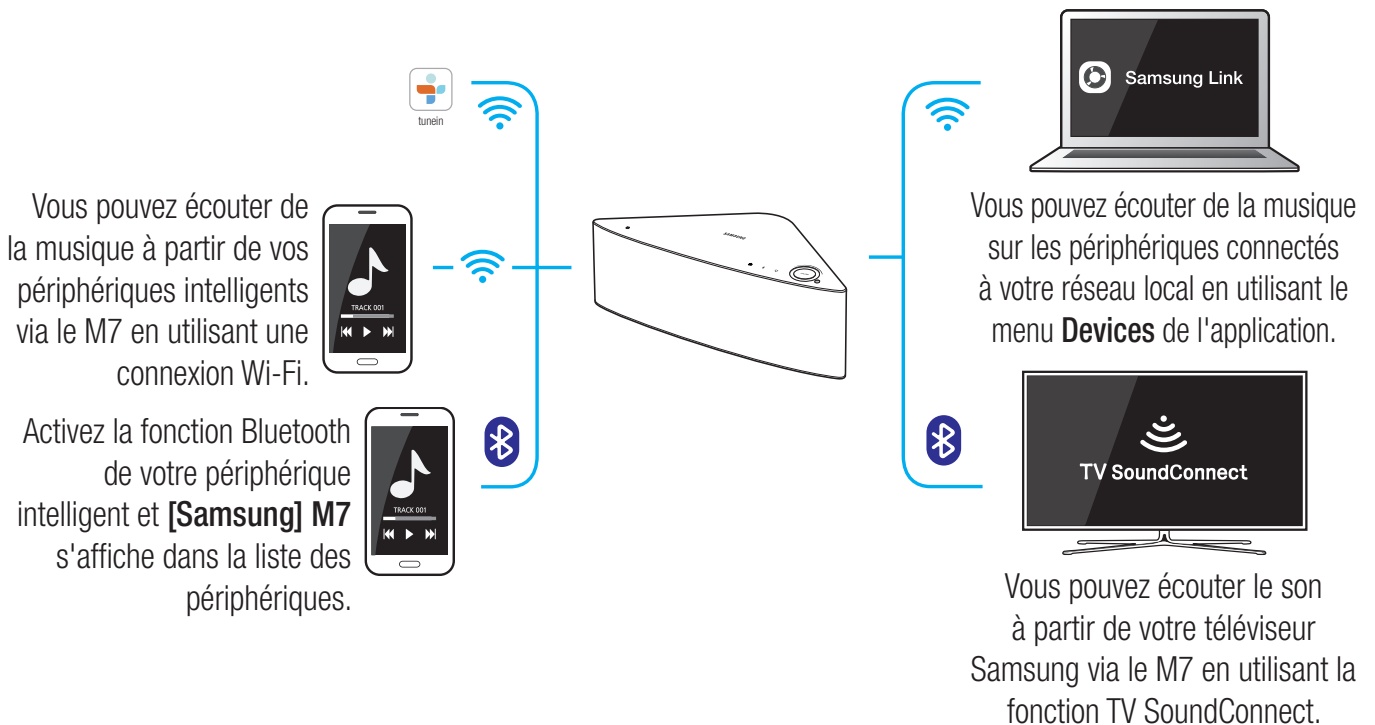 tunein
Vous pouvez écouter de
la musique à partir de vos
périphériques intelligents
via le M7 en utilisant une
connexion Wi-Fi.
TRACK 001
Activez la fonction Bluetooth
de votre périphérique
intelligent et [Samsung] M7
s'affiche dans la liste des
périphériques.
TRACK 001
SAMSUNG
Samsung Link
Vous pouvez écouter de la musique
sur les périphériques connectés
à votre réseau local en utilisant le
menu Devices de l'application.
TV SoundConnect
Vous pouvez écouter le son
à partir de votre téléviseur
Samsung via le M7 en utilisant la
fonction TV SoundConnect.